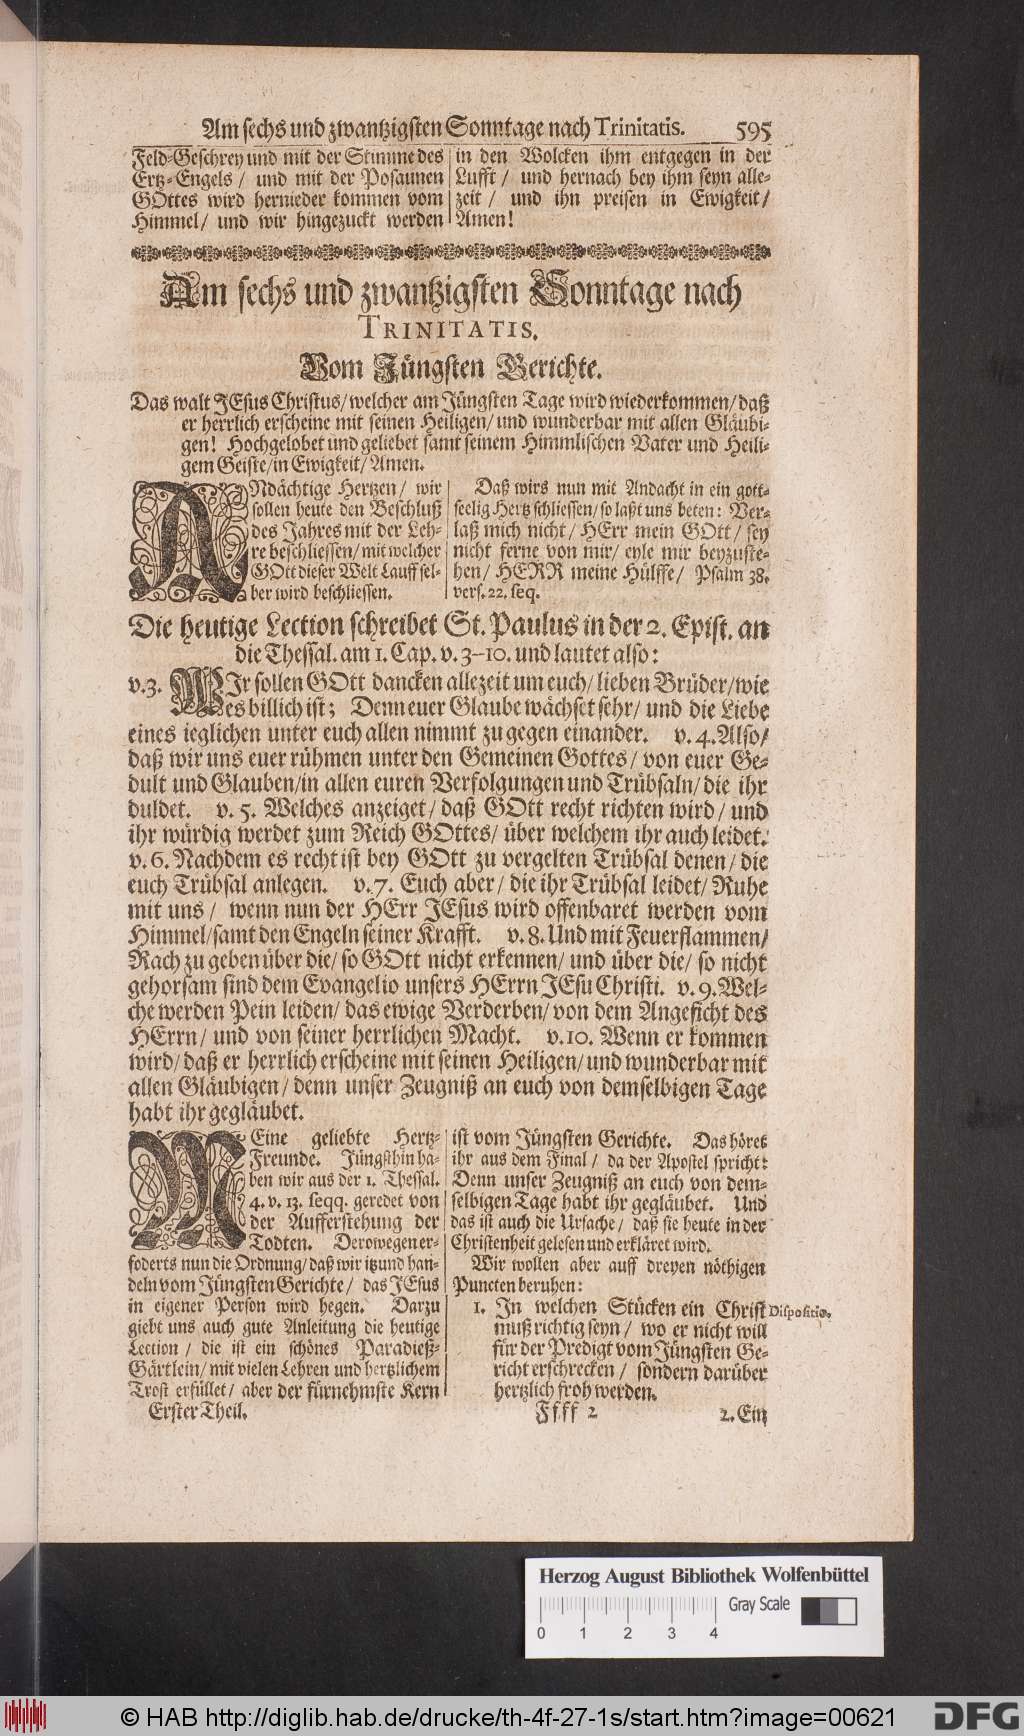 Am sechs und zwantzigsten Sonntage nach Trinitatis. 595
Feld-Geschrey und mit der Stimme des
Ertz-Engels / und mit der Posaunen
GOttes wird hernieder kommen vom
Himmel / und wir hingezuckt werden
in den Wolcken ihm entgegen in der
Lufft / und hernach bey ihm seyn alle-
zeit / und ihn preisen in Ewigkeit /
Amen!
Am sechs und zwantzigsten Sonntage nach
TRINITATIS.
Vom Jüngsten Gerichte.
Das walt JEsus Christus / welcher am Jüngsten Tage wird wiederkommen / daß
er herrlich erscheine mit seinen Heiligen / und wunderbar mit allen Gläubi-
gen! Hochgelobet und geliebet samt seinem Himmlischen Vater und Heili-
gem Geiste / in Ewigkeit / Amen.
ANdächtige Hertzen / wir
sollen heute den Beschluß
des Jahres mit der Leh-
re beschliessen / mit welcher
GOtt dieser Welt Lauff sel-
ber wird beschliessen.
Daß wirs nun mit Andacht in ein gott-
seelig Hertz schliessen / so laßt uns beten: Ver-
laß mich nicht / HErr mein GOtt / sey
nicht ferne von mir / eyle mir beyzuste-
hen / HERR meine Hülffe / Psalm 38.
vers. 22. seq.
Die heutige Lection schreibet St. Paulus in der 2. Epist. an
die Thessal. am 1. Cap. v. 3-10. und lautet also:
v. 3. WIr sollen GOtt dancken allezeit um euch / lieben Brüder / wie
es billich ist; Denn euer Glaube wächset sehr / und die Liebe
eines ieglichen unter euch allen nimmt zu gegen einander. v. 4. Also /
daß wir uns euer rühmen unter den Gemeinen Gottes / von euer Ge-
dult und Glauben / in allen euren Verfolgungen und Trübsaln / die ihr
duldet. v. 5. Welches anzeiget / daß GOtt recht richten wird / und
ihr würdig werdet zum Reich GOttes / über welchem ihr auch leidet.
v. 6. Nachdem es recht ist bey GOtt zu vergelten Trübsal denen / die
euch Trübsal anlegen. v. 7. Euch aber / die ihr Trübsal leidet / Ruhe
mit uns / wenn nun der HErr JEsus wird offenbaret werden vom
Himmel / samt den Engeln seiner Krafft. v. 8. Und mit Feuerflammen /
Rach zu geben über die / so GOtt nicht erkennen / und über die / so nicht
gehorsam sind dem Evangelio unsers HErrn JEsu Christi. v. 9. Wel-
che werden Pein leiden / das ewige Verderben / von dem Angesicht des
HErrn / und von seiner herrlichen Macht. v. 10. Wenn er kommen
wird / daß er herrlich erscheine mit seinen Heiligen / und wunderbar mit
allen Gläubigen / denn unser Zeugniß an euch von demselbigen Tage
habt ihr gegläubet.
MEine geliebte Hertz-
Freunde. Jüngsthin ha-
ben wir aus der 1. Thessal.
4. v. 13. seqq. geredet von
der Aufferstehung der
Todten. Derowegen er-
foderts nun die Ordnung / daß wir itzund han-
deln vom Jüngsten Gerichte / das JEsus
in eigener Person wird hegen. Darzu
giebt uns auch gute Anleitung die heutige
Lection / die ist ein schönes Paradieß-
Gärtlein / mit vielen Lehren und hertzlichem
Trost erfüllet / aber der fürnehmste Kern
ist vom Jüngsten Gerichte. Das höret
ihr aus dem Final / da der Apostel spricht:
Denn unser Zeugniß an euch von dem-
selbigen Tage habt ihr gegläubet. Und
das ist auch die Ursache / daß sie heute in der
Christenheit gelesen und erkläret wird.
Wir wollen aber auff dreyen nöthigen
Puncten beruhen:
1. In welchen Stücken ein Christ
muß richtig seyn / wo er nicht will
für der Predigt vom Jüngsten Ge-
richt erschrecken / sondern darüber
hertzlich froh werden.
Dispositio.
Erster Theil. Ffff 2 2. Ein
Herzog August Bibliothek Wolfenbüttel
Gray Scale
0 1 2 3 4
© HAB http://diglib.hab.de/drucke/th-4f-27-1s/start.htm?image=00621
DFG